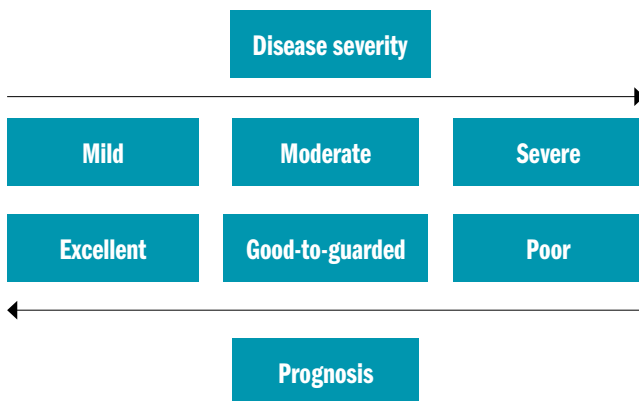 Disease severity
Mild
Moderate
Severe
Excellent
Good-to-guarded
Poor
Prognosis